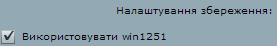 Налаштування збереження:
Використовувати win1251